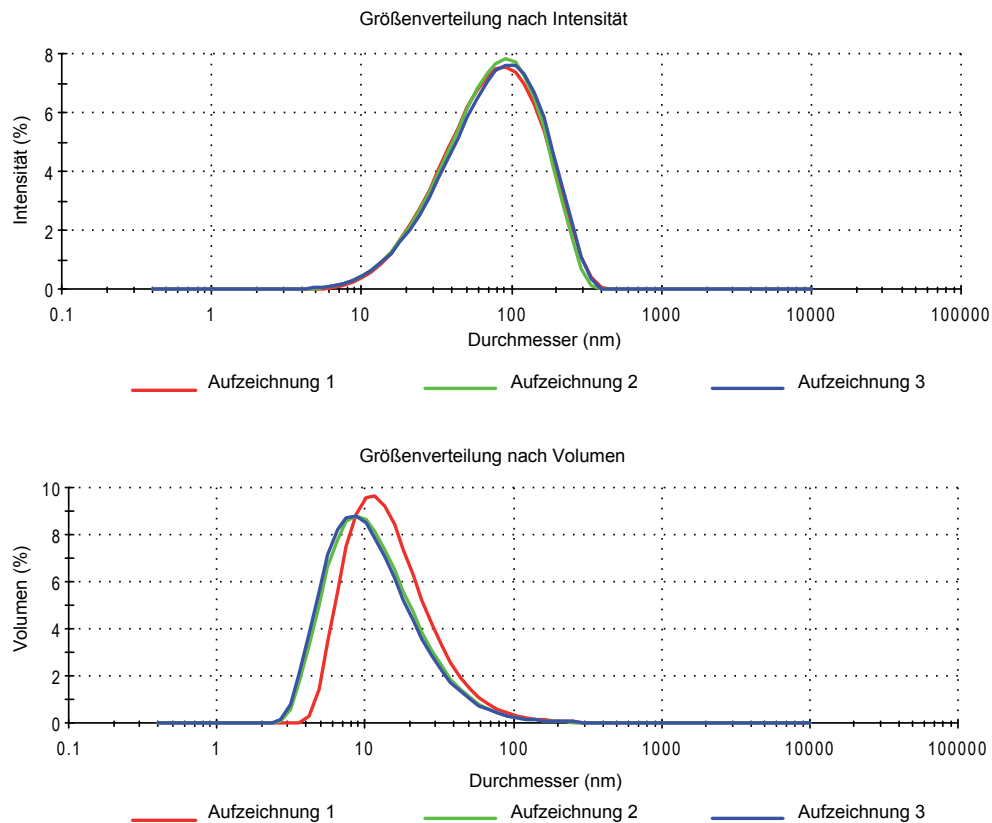 Größenverteilung nach Intensität
8
6
4
2
0
Intensität (%)
0.1 1 10 100 1000 10000 100000
Durchmesser (nm)
Aufzeichnung 1 Aufzeichnung 2 Aufzeichnung 3
Größenverteilung nach Volumen
10
8
6
4
2
0
Volumen (%)
0.1 1 10 100 1000 10000 100000
Durchmesser (nm)
Aufzeichnung 1 Aufzeichnung 2 Aufzeichnung 3